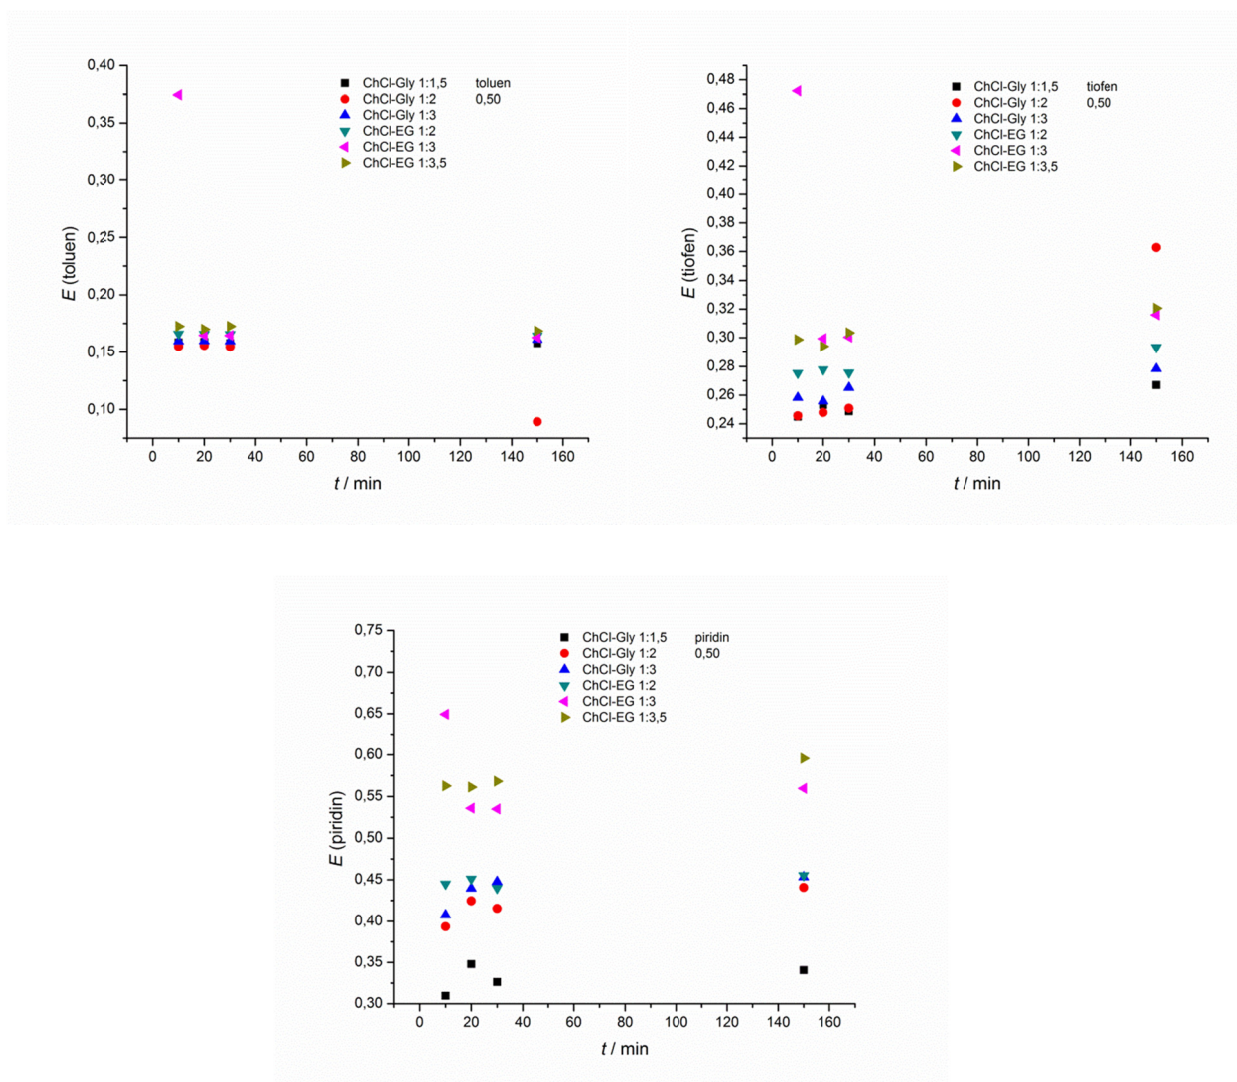 0,40
0,35
0,30
0,25
0,20
0,15
0,10
E (toluen)
ChCl-Gly 1:1,5 toluen
ChCl-Gly 1:2 0,50
ChCl-Gly 1:3
ChCl-EG 1:2
ChCl-EG 1:3
ChCl-EG 1:3,5
0 20 40 60 80 100 120 140 160
t / min
0,48
0,46
0,44
0,42
0,40
0,38
0,36
0,34
0,32
0,30
0,28
0,26
0,24
E (tiofen)
ChCl-Gly 1:1,5 tiofen
ChCl-Gly 1:2 0,50
ChCl-Gly 1:3
ChCl-EG 1:2
ChCl-EG 1:3
ChCl-EG 1:3,5
0 20 40 60 80 100 120 140 160
t / min
0,75
0,70
0,65
0,60
0,55
0,50
0,45
0,40
0,35
0,30
E (piridin)
ChCl-Gly 1:1,5 piridin
ChCl-Gly 1:2 0,50
ChCl-Gly 1:3
ChCl-EG 1:2
ChCl-EG 1:3
ChCl-EG 1:3,5
0 20 40 60 80 100 120 140 160
t / min